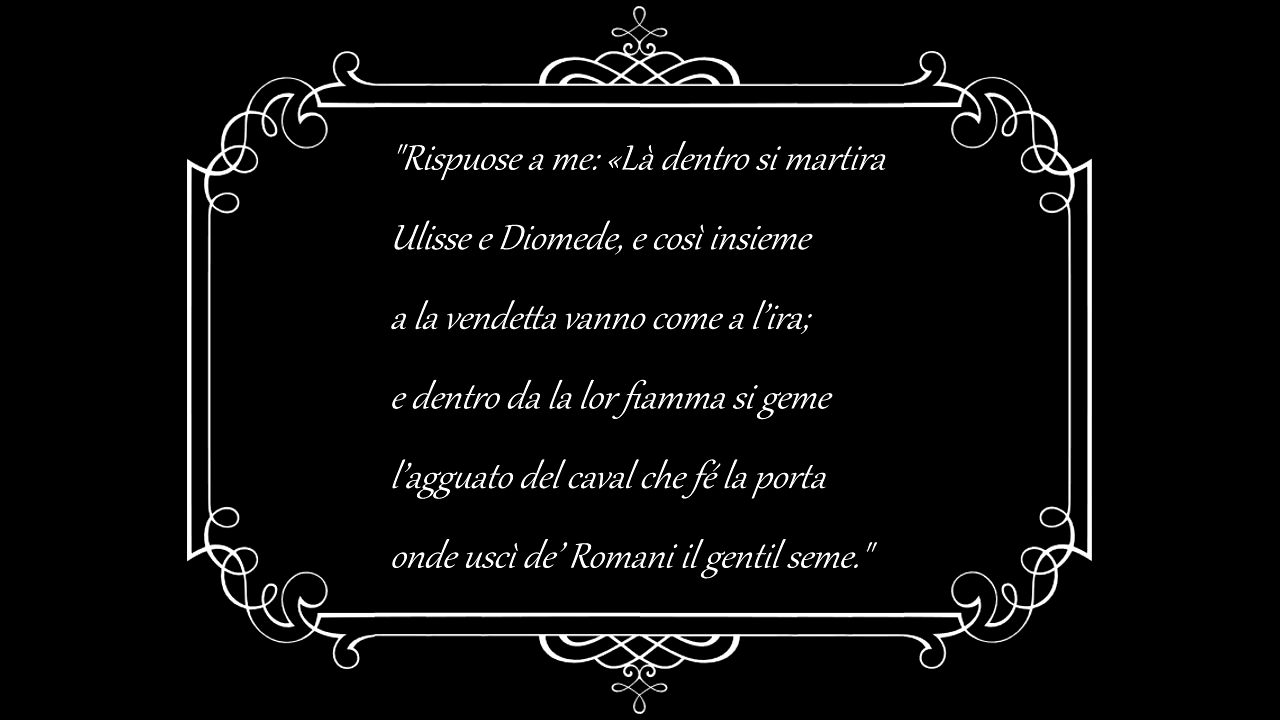 "Rispuose a me: «Là dentro si martira
Ulisse e Diomede, e così insieme
a la vendetta vanno come a l’ira;
e dentro da la lor fiamma si geme
l’agguato del caval che fé la porta
onde uscì de’ Romani il gentil seme."